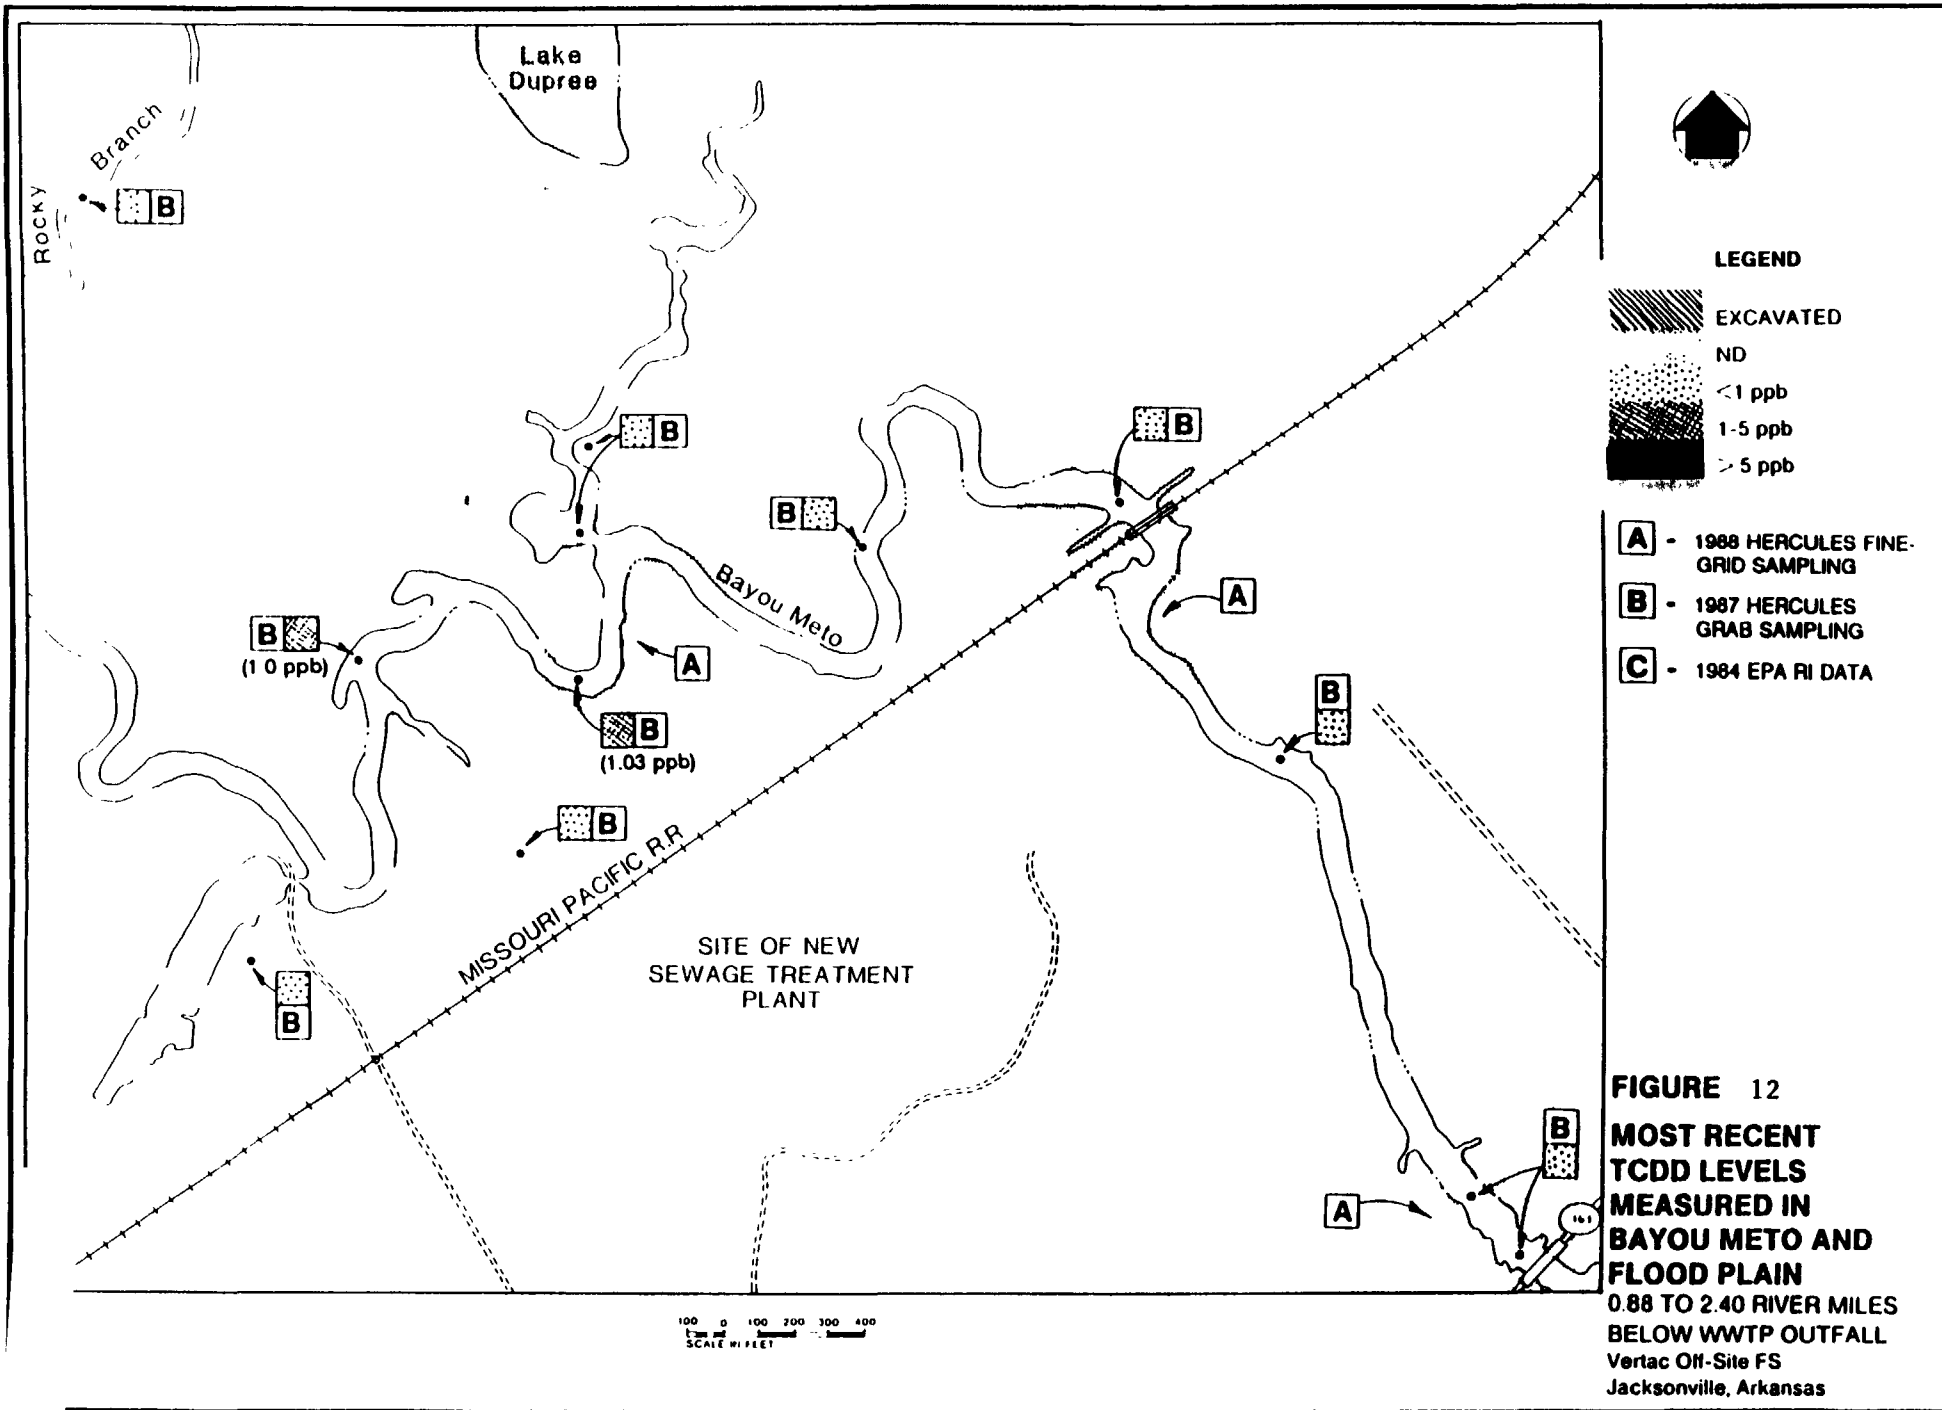 Lake
Dupree
Branch
ROCKY
B
B
B
B
B
(1 0 ppb)
A
B
(1.03 ppb)
B
B
Bayou Meto
A
B
B
A
MISSOURI PACIFIC R.R
SITE OF NEW
SEWAGE TREATMENT
PLANT
161
100 0 100 200 300 400
SCALE IN FEET
LEGEND
EXCAVATED
ND
<1 ppb
1-5 ppb
> 5 ppb
A - 1988 HERCULES FINE-
GRID SAMPLING
B - 1987 HERCULES
GRAB SAMPLING
C - 1984 EPA RI DATA
FIGURE 12
MOST RECENT
TCDD LEVELS
MEASURED IN
BAYOU METO AND
FLOOD PLAIN
0.88 TO 2.40 RIVER MILES
BELOW WWTP OUTFALL
Vertac Off-Site FS
Jacksonville, Arkansas